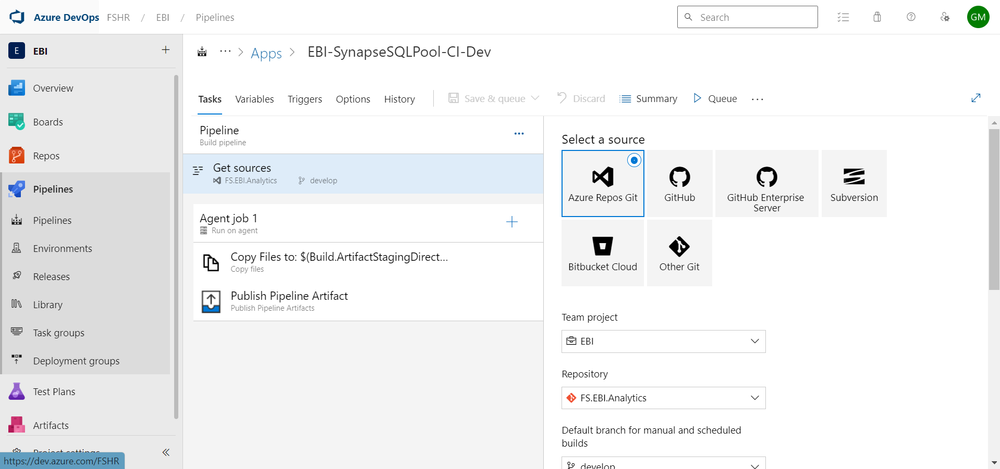 Azure DevOps FSHR / EBI / Pipelines
Search
GM
E EBI
Overview
Boards
Repos
Pipelines
Pipelines
Environments
Releases
Library
Task groups
Deployment groups
Test Plans
Artifacts
Project settings
https://dev.azure.com/FSHR
... > Apps > EBI-SynapseSQLPool-CI-Dev
Tasks Variables Triggers Options History Save & queue Discard Summary Queue ...
Pipeline
Build pipeline
Get sources
FS.EBI.Analytics develop
Agent job 1
Run on agent
Copy Files to: $(Build.ArtifactStagingDirect...
Copy files
Publish Pipeline Artifact
Publish Pipeline Artifacts
Select a source
Azure Repos Git
GitHub
GitHub Enterprise
Server
Subversion
Bitbucket Cloud
Other Git
Team project
EBI
Repository
FS.EBI.Analytics
Default branch for manual and scheduled
builds
develop